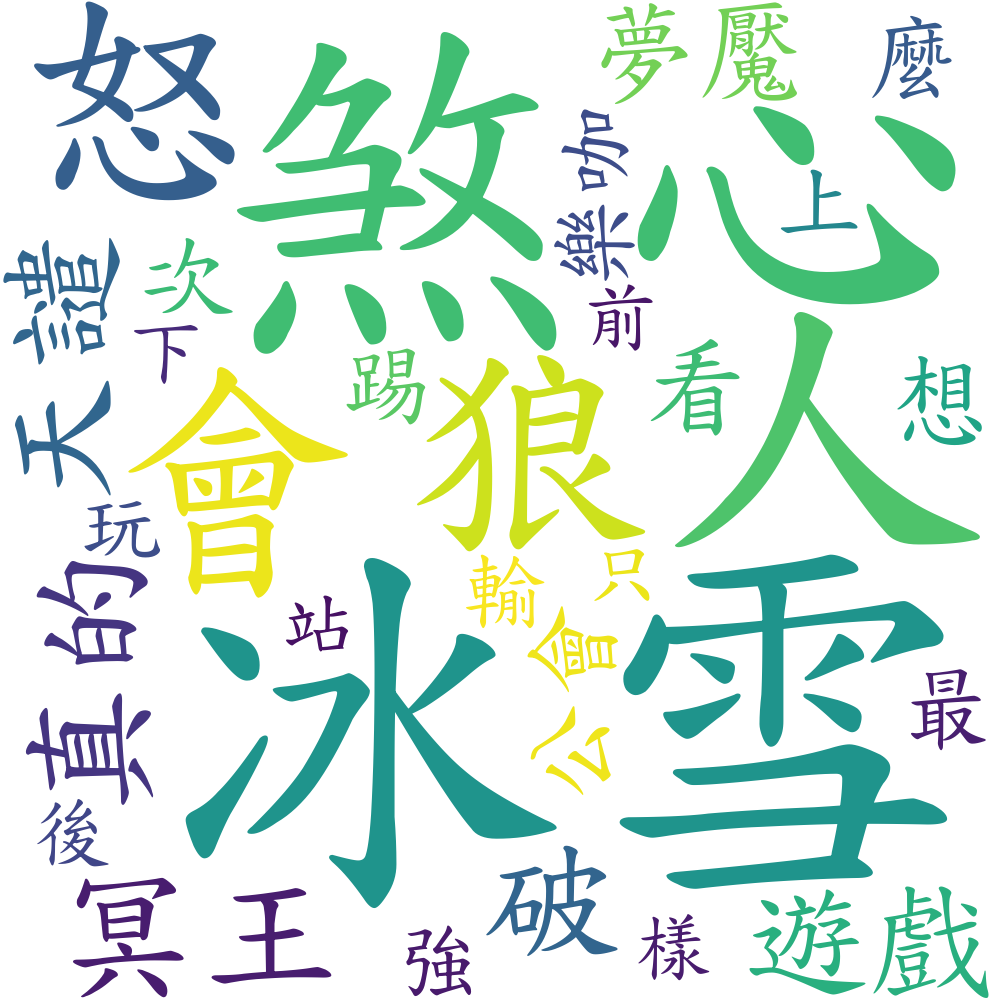 怒
煞心
夢魘
麼
樂咖
上
天譴
次
下
前
踢
看
想
會
狼
人
玩
真的
站
輸
只
公會
冰雪
最
後
冥王
強
破
樣
遊戲